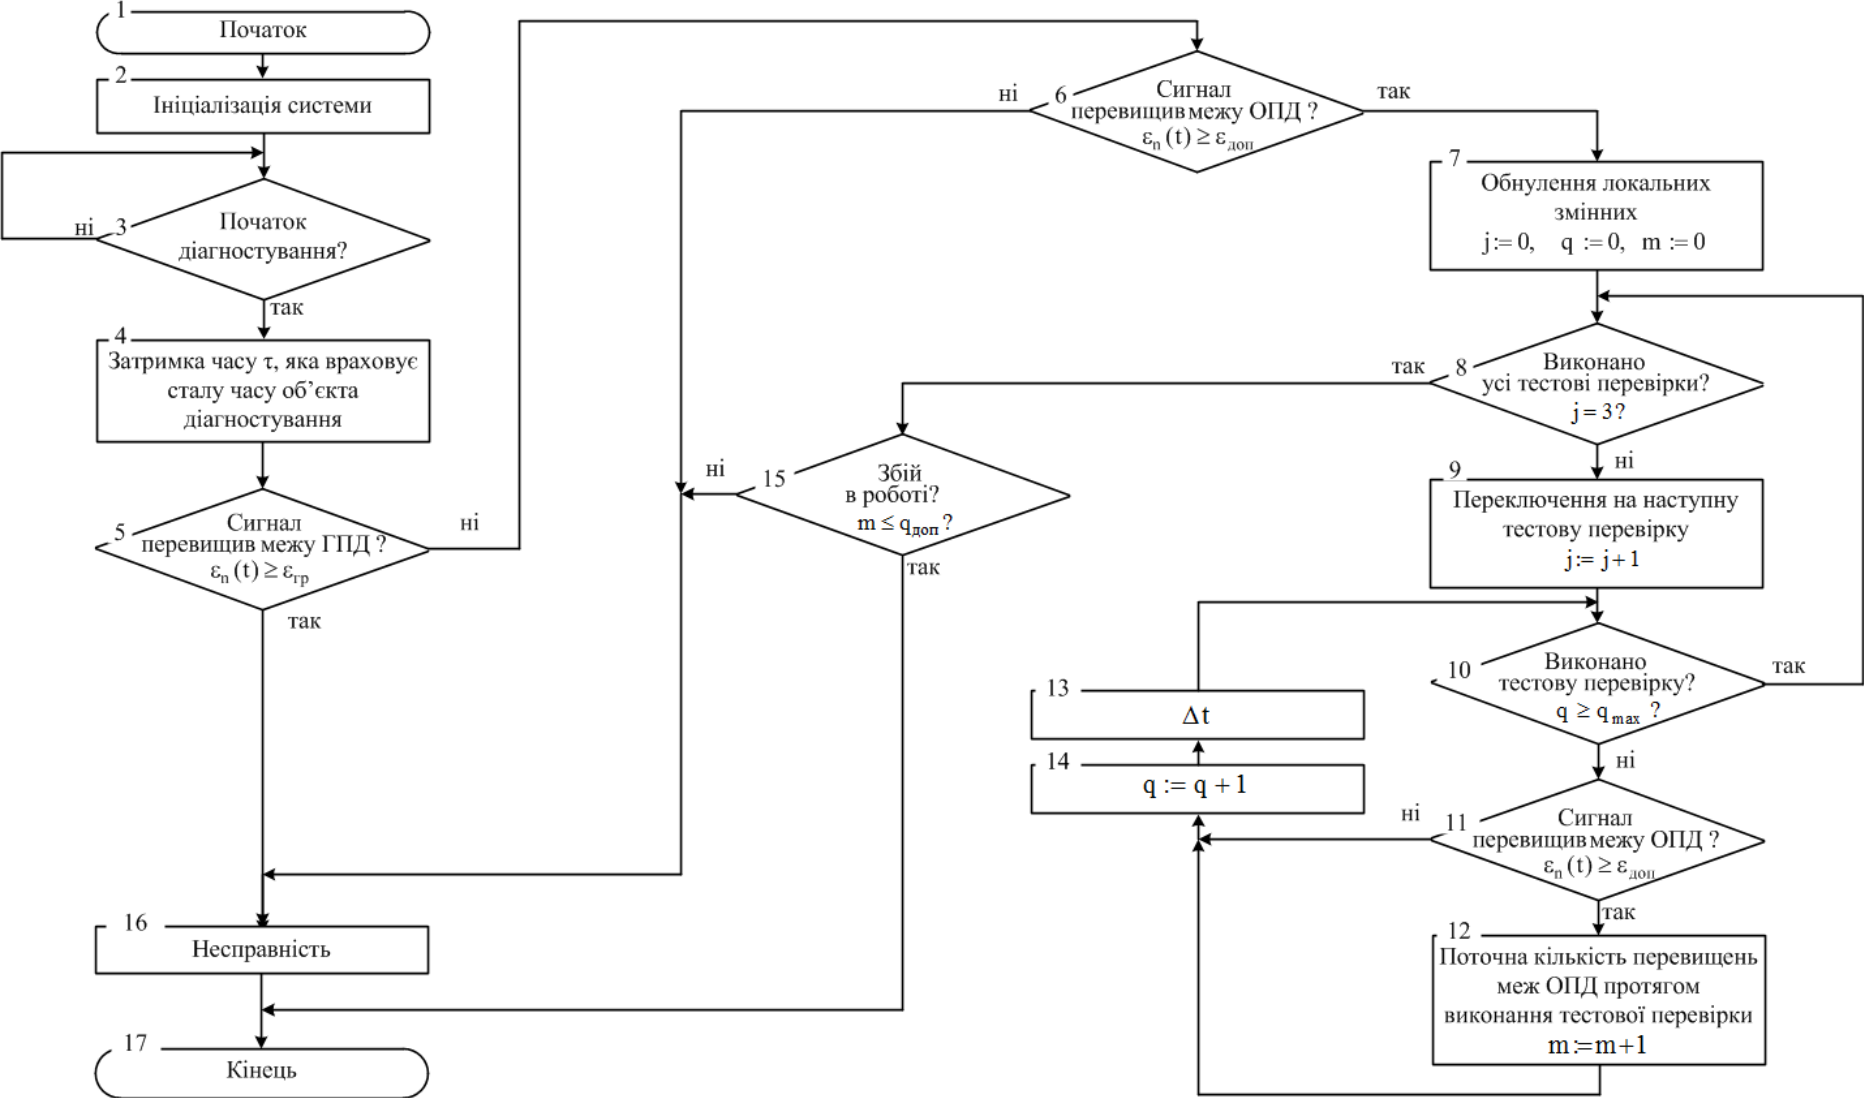 1
Початок
2
Ініціалізація системи
ні
3
Початок
діагностування?
так
4
Затримка часу τ, яка враховує
сталу часу об’єкта
діагностування
5
Сигнал
перевищив межу ГПД ?
εn (t) ≥ εгр
ні
так
ні
6
Сигнал
перевищив межу ОПД ?
εn (t) ≥ εдоп
так
7
Обнулення локальних
змінних
j:= 0, q := 0, m := 0
так
8
Виконано
усі тестові перевірки?
j = 3?
ні
9
Переключення на наступну
тестову перевірку
j:= j+1
10
Виконано
тестову перевірку?
q ≥ qmax ?
так
ні
11
Сигнал
перевищив межу ОПД ?
εn (t) ≥ εдоп
ні
так
12
Поточна кількість перевищень
меж ОПД протягом
виконання тестової перевірки
m:=m+1
13
Δt
14
q := q + 1
ні
15
Збій
в роботі?
m ≤ qдоп ?
так
16
Несправність
17
Кінець